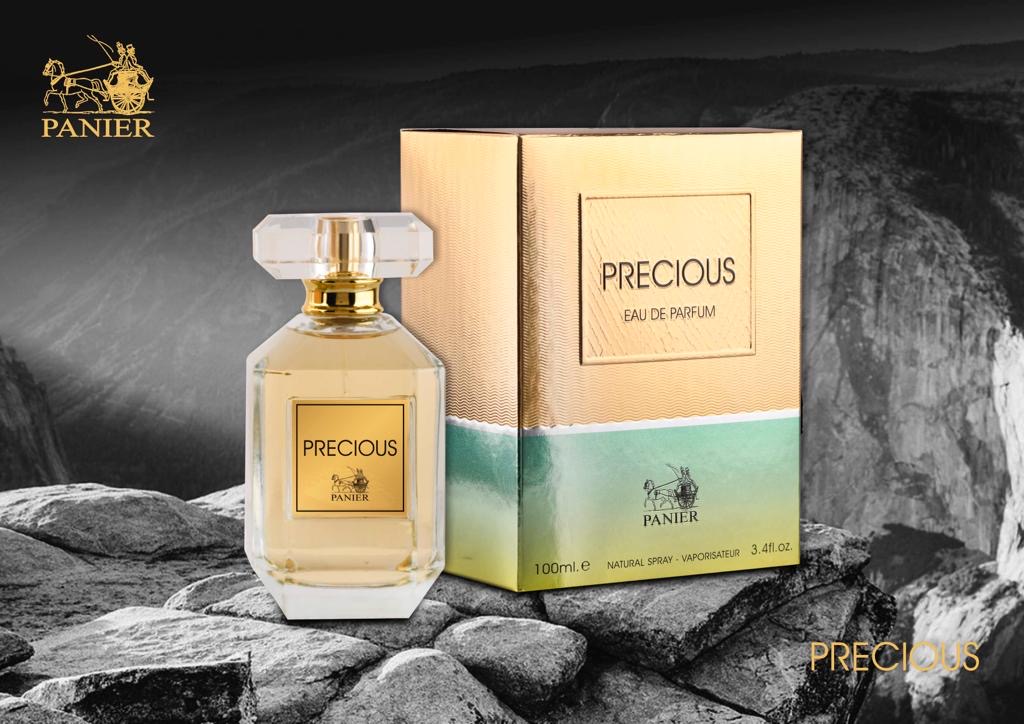 PANIER
PRECIOUS
EAU DE PARFUM
PRECIOUS
PANIER
PANIER
100ml. e NATURAL SPRAY - VAPORISATEUR 3.4fl.oz.
PRECIOUS